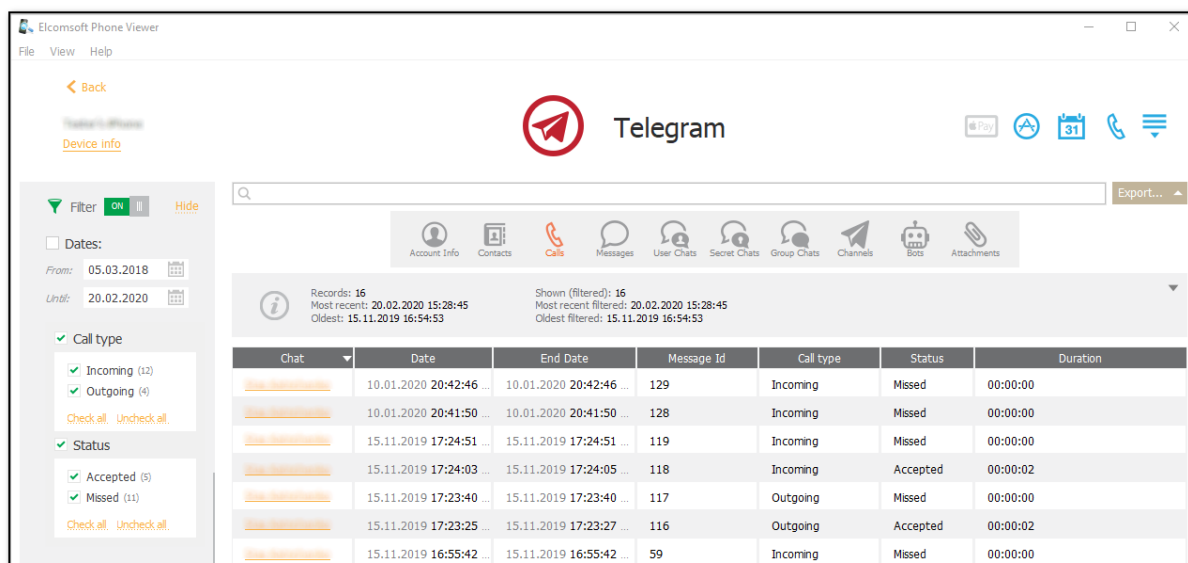 Elcomsoft Phone Viewer
File View Help
Back
Device info
Telegram
Pay 31
Filter ON Hide
Export...
Dates:
From: 05.03.2018
Until: 20.02.2020
Call type
Incoming (12)
Outgoing (4)
Check all Uncheck all
Status
Accepted (5)
Missed (11)
Check all Uncheck all
Account Info Contacts Calls Messages User Chats Secret Chats Group Chats Channels Bots Attachments
Records: 16 Shown (filtered): 16
Most recent: 20.02.2020 15:28:45 Most recent filtered: 20.02.2020 15:28:45
Oldest: 15.11.2019 16:54:53 Oldest filtered: 15.11.2019 16:54:53
Chat Date End Date Message Id Call type Status Duration
10.01.2020 20:42:46 ... 10.01.2020 20:42:46 ... 129 Incoming Missed 00:00:00
10.01.2020 20:41:50 ... 10.01.2020 20:41:50 ... 128 Incoming Missed 00:00:00
15.11.2019 17:24:51 ... 15.11.2019 17:24:51 ... 119 Incoming Missed 00:00:00
15.11.2019 17:24:03 ... 15.11.2019 17:24:05 ... 118 Incoming Accepted 00:00:02
15.11.2019 17:23:40 ... 15.11.2019 17:23:40 ... 117 Outgoing Missed 00:00:00
15.11.2019 17:23:25 ... 15.11.2019 17:23:27 ... 116 Outgoing Accepted 00:00:02
15.11.2019 16:55:42 ... 15.11.2019 16:55:42 ... 59 Incoming Missed 00:00:00